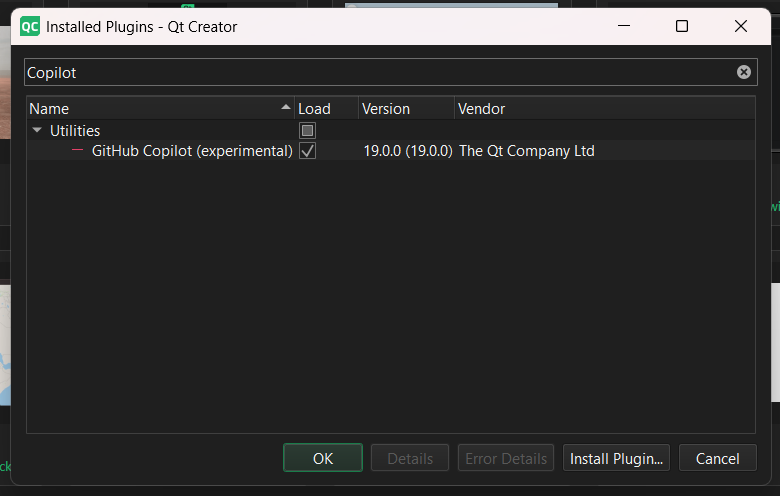 QC Installed Plugins - Qt Creator
Copilot
Name Load Version Vendor
Utilities
GitHub Copilot (experimental) 19.0.0 (19.0.0) The Qt Company Ltd
OK Details Error Details Install Plugin... Cancel